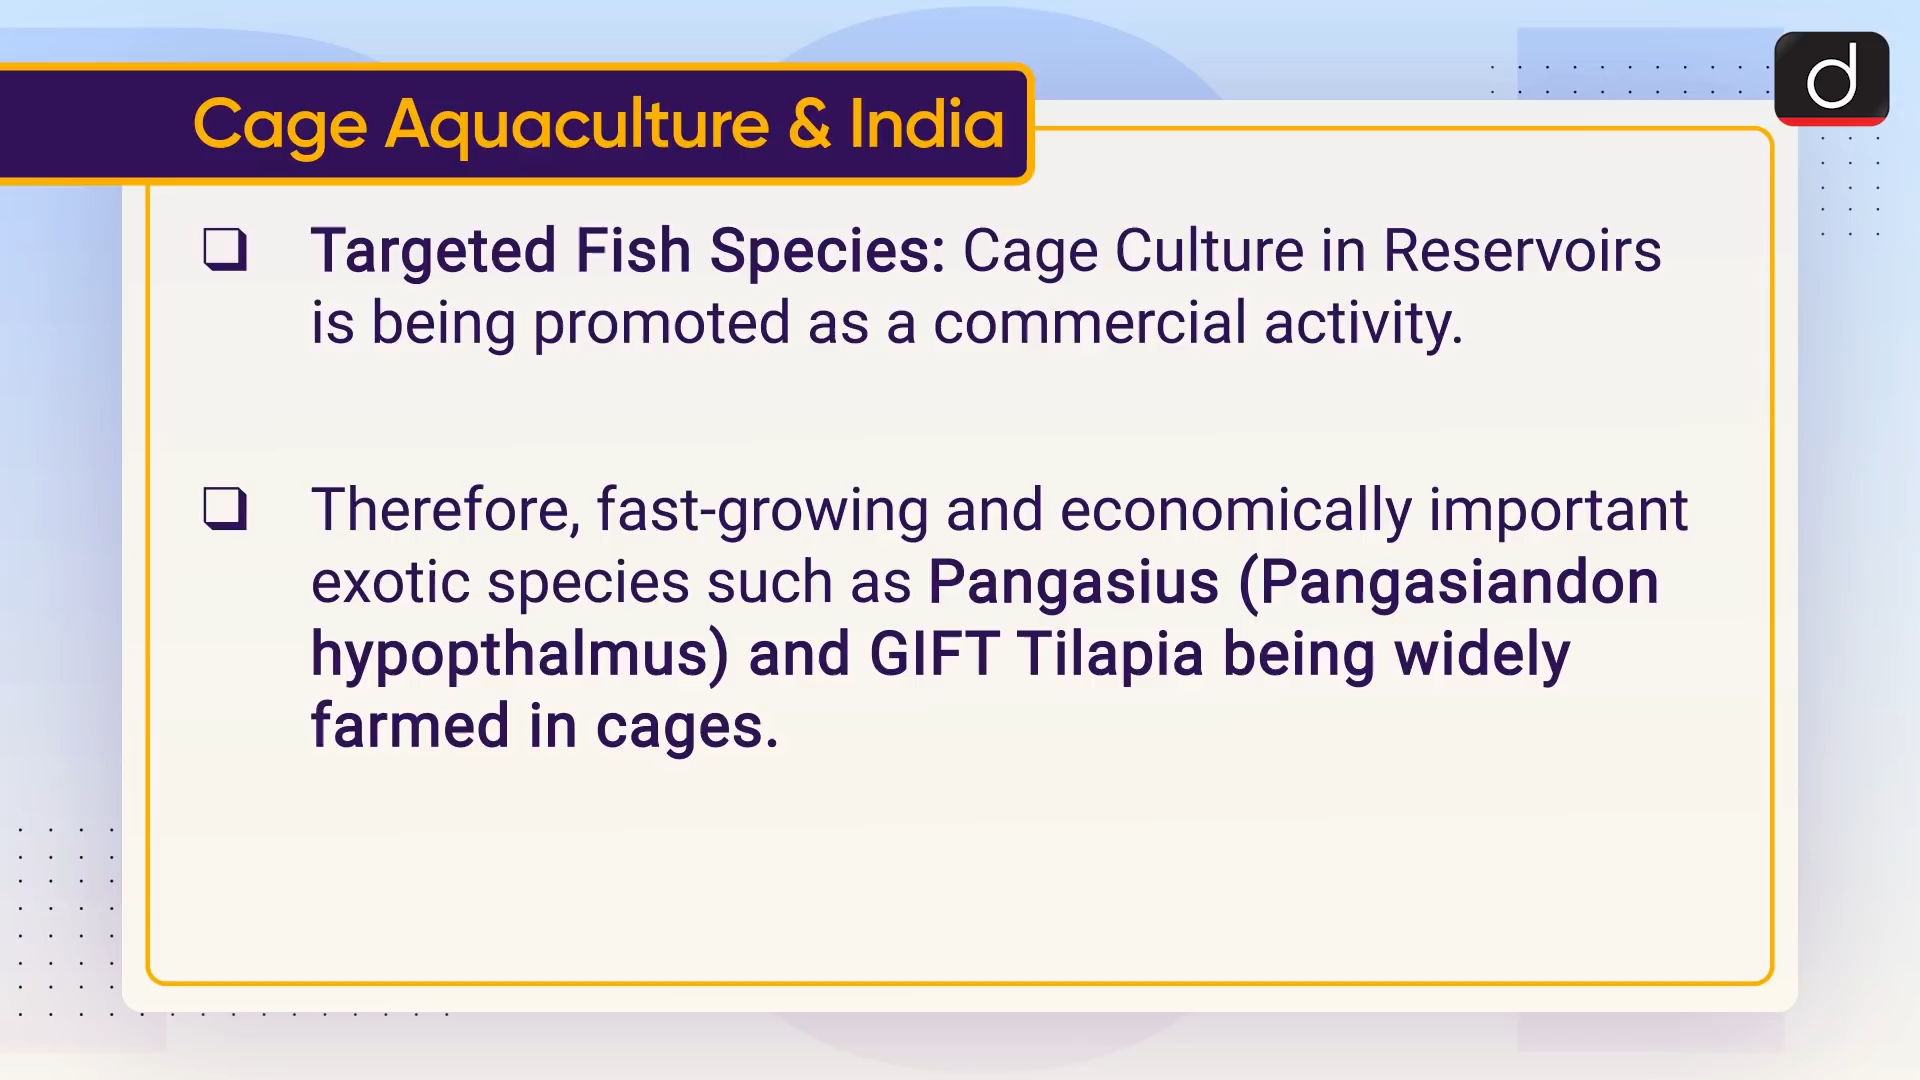 Cage Aquaculture & India
d
❑ Targeted Fish Species: Cage Culture in Reservoirs
is being promoted as a commercial activity.
❑ Therefore, fast-growing and economically important
exotic species such as Pangasius (Pangasiandon
hypopthalmus) and GIFT Tilapia being widely
farmed in cages.